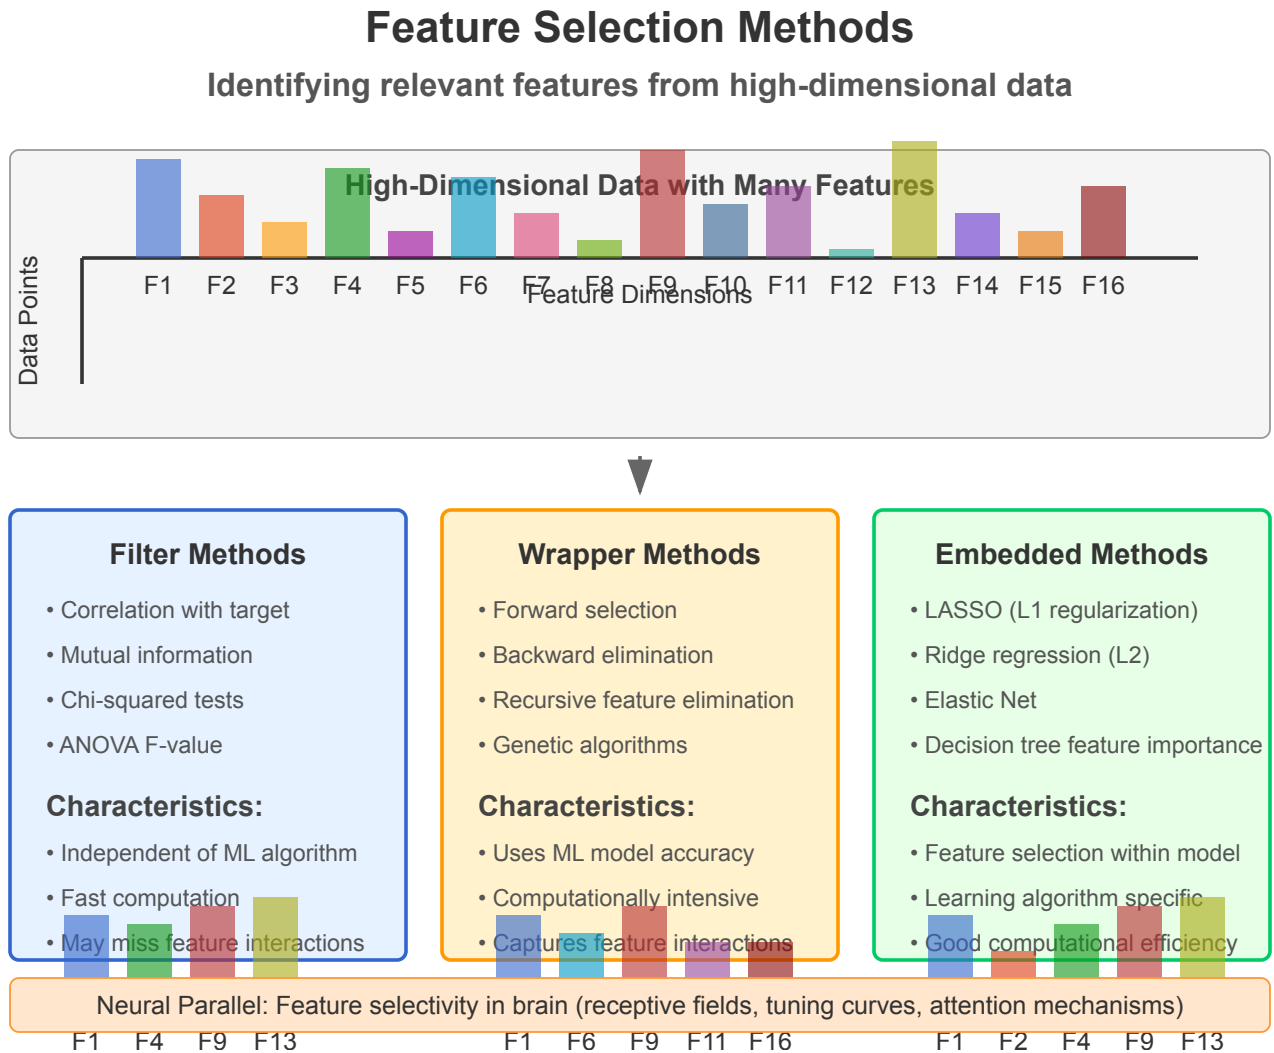 Feature Selection Methods
Identifying relevant features from high-dimensional data
High-Dimensional Data with Many Features
Data Points
F1 F2 F3 F4 F5 F6 F7 F8 F9 F10 F11 F12 F13 F14 F15 F16
Feature Dimensions
Filter Methods
• Correlation with target
• Mutual information
• Chi-squared tests
• ANOVA F-value
Characteristics:
• Independent of ML algorithm
• Fast computation
• May miss feature interactions
Wrapper Methods
• Forward selection
• Backward elimination
• Recursive feature elimination
• Genetic algorithms
Characteristics:
• Uses ML model accuracy
• Computationally intensive
• Captures feature interactions
Embedded Methods
• LASSO (L1 regularization)
• Ridge regression (L2)
• Elastic Net
• Decision tree feature importance
Characteristics:
• Feature selection within model
• Learning algorithm specific
• Good computational efficiency
Neural Parallel: Feature selectivity in brain (receptive fields, tuning curves, attention mechanisms)
F1 F4 F9 F13
F1 F6 F9 F11 F16
F1 F2 F4 F9 F13